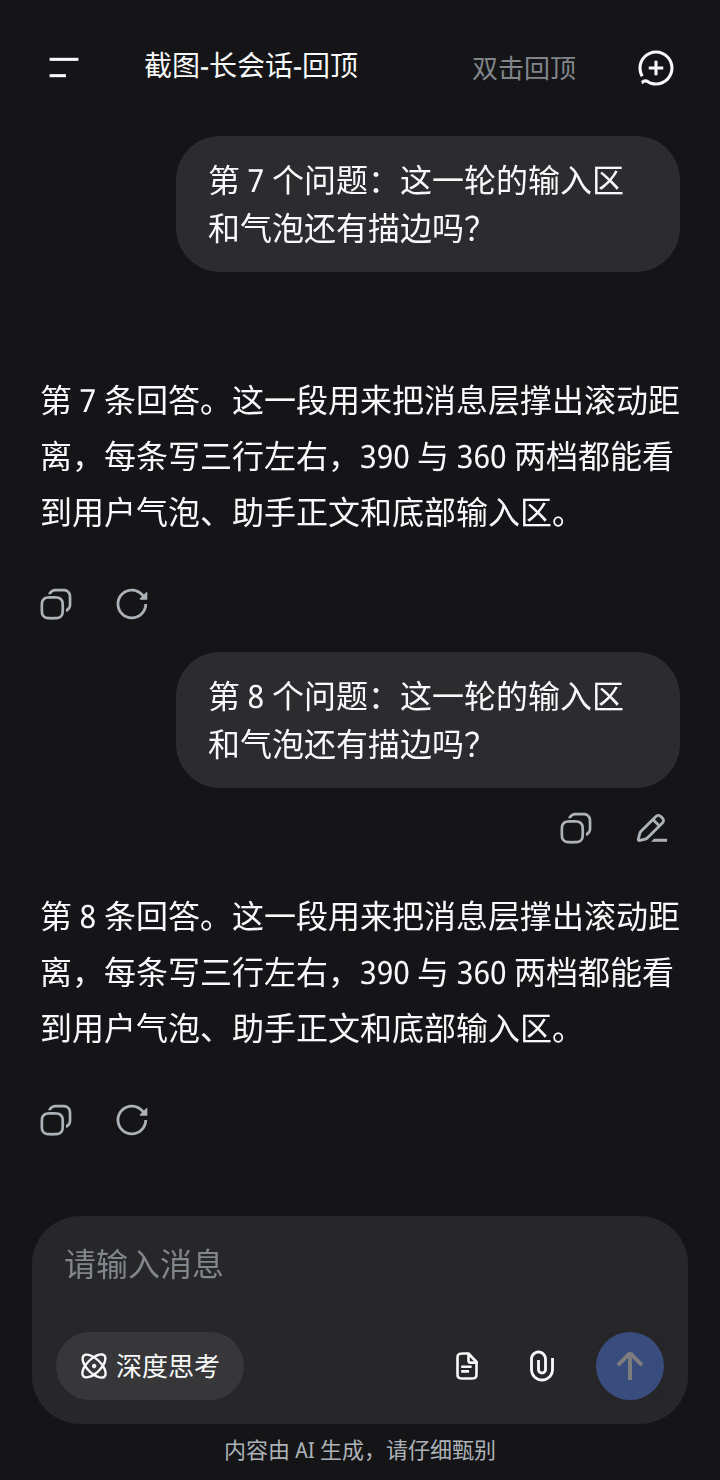 截图-长会话-回顶
双击回顶
第 7 个问题：这一轮的输入区
和气泡还有描边吗？
第 7 条回答。这一段用来把消息层撑出滚动距
离，每条写三行左右，390 与 360 两档都能看
到用户气泡、助手正文和底部输入区。
第 8 个问题：这一轮的输入区
和气泡还有描边吗？
第 8 条回答。这一段用来把消息层撑出滚动距
离，每条写三行左右，390 与 360 两档都能看
到用户气泡、助手正文和底部输入区。
请输入消息
深度思考
内容由 AI 生成，请仔细甄别